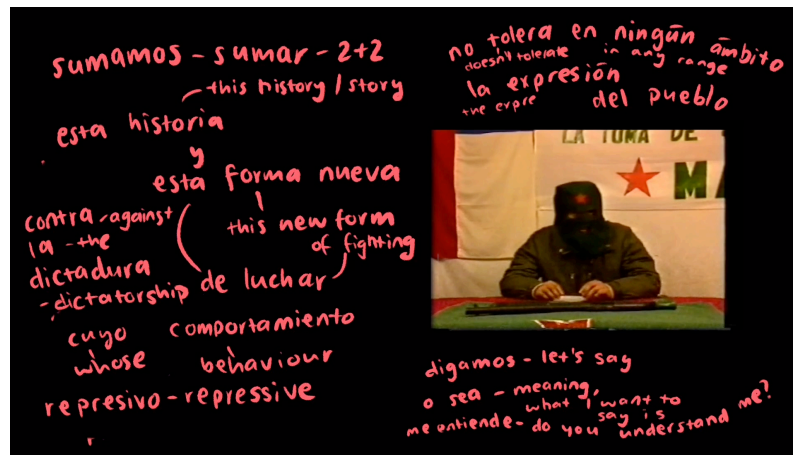 sumamos - sumar - 2+2
this history / story
esta historia
y
esta forma nueva
this new form
of fighting
de luchar
contra - against
la - the
dictadura
- dictatorship
cuyo comportamiento
whose behaviour
represivo - repressive
r
no tolera en ningún ámbito
doesn't tolerate in any range
la expresión
the expre
del pueblo
LA TOMA DE
MA
digamos - let's say
o sea - meaning,
what I want to
say is
me entiende - do you understand me?